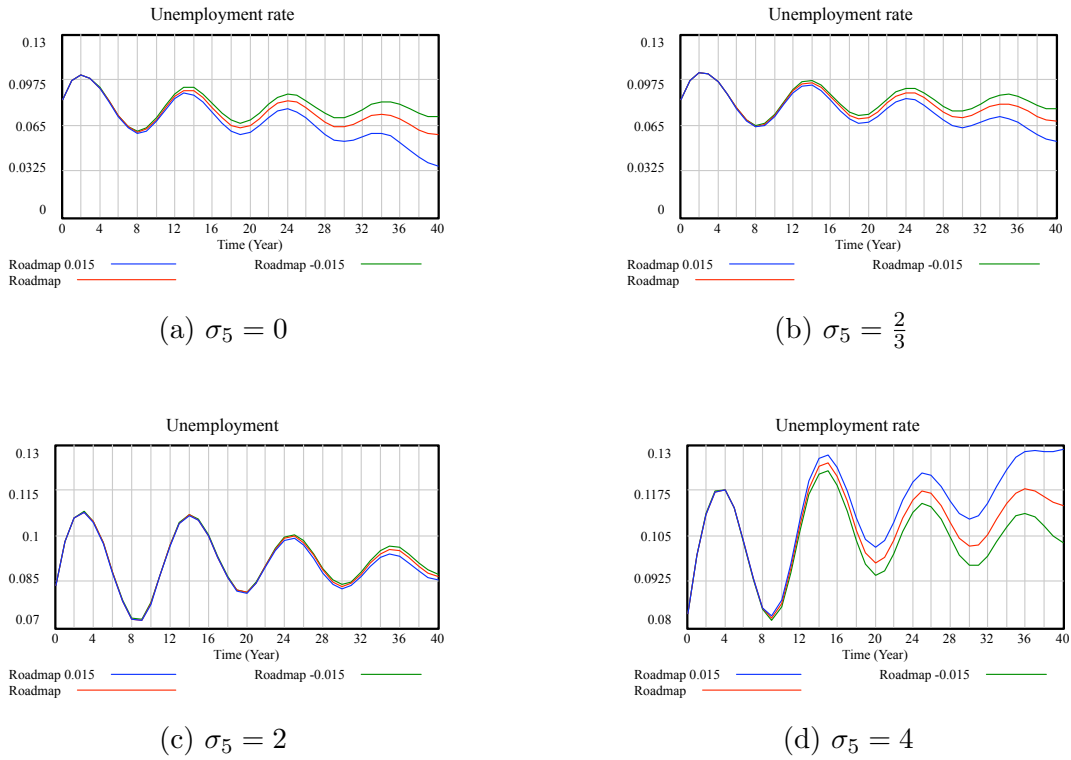 Unemployment rate
0.13
0.0975
0.065
0.0325
0
0 4 8 12 16 20 24 28 32 36 40
Time (Year)
Roadmap 0.015 Roadmap -0.015
Roadmap
(a) σ₅ = 0
Unemployment rate
0.13
0.0975
0.065
0.0325
0
0 4 8 12 16 20 24 28 32 36 40
Time (Year)
Roadmap 0.015 Roadmap -0.015
Roadmap
(b) σ₅ = 2/3
Unemployment
0.13
0.115
0.1
0.085
0.07
0 4 8 12 16 20 24 28 32 36 40
Time (Year)
Roadmap 0.015 Roadmap -0.015
Roadmap
(c) σ₅ = 2
Unemployment rate
0.13
0.1175
0.105
0.0925
0.08
0 4 8 12 16 20 24 28 32 36 40
Time (Year)
Roadmap 0.015 Roadmap -0.015
Roadmap
(d) σ₅ = 4